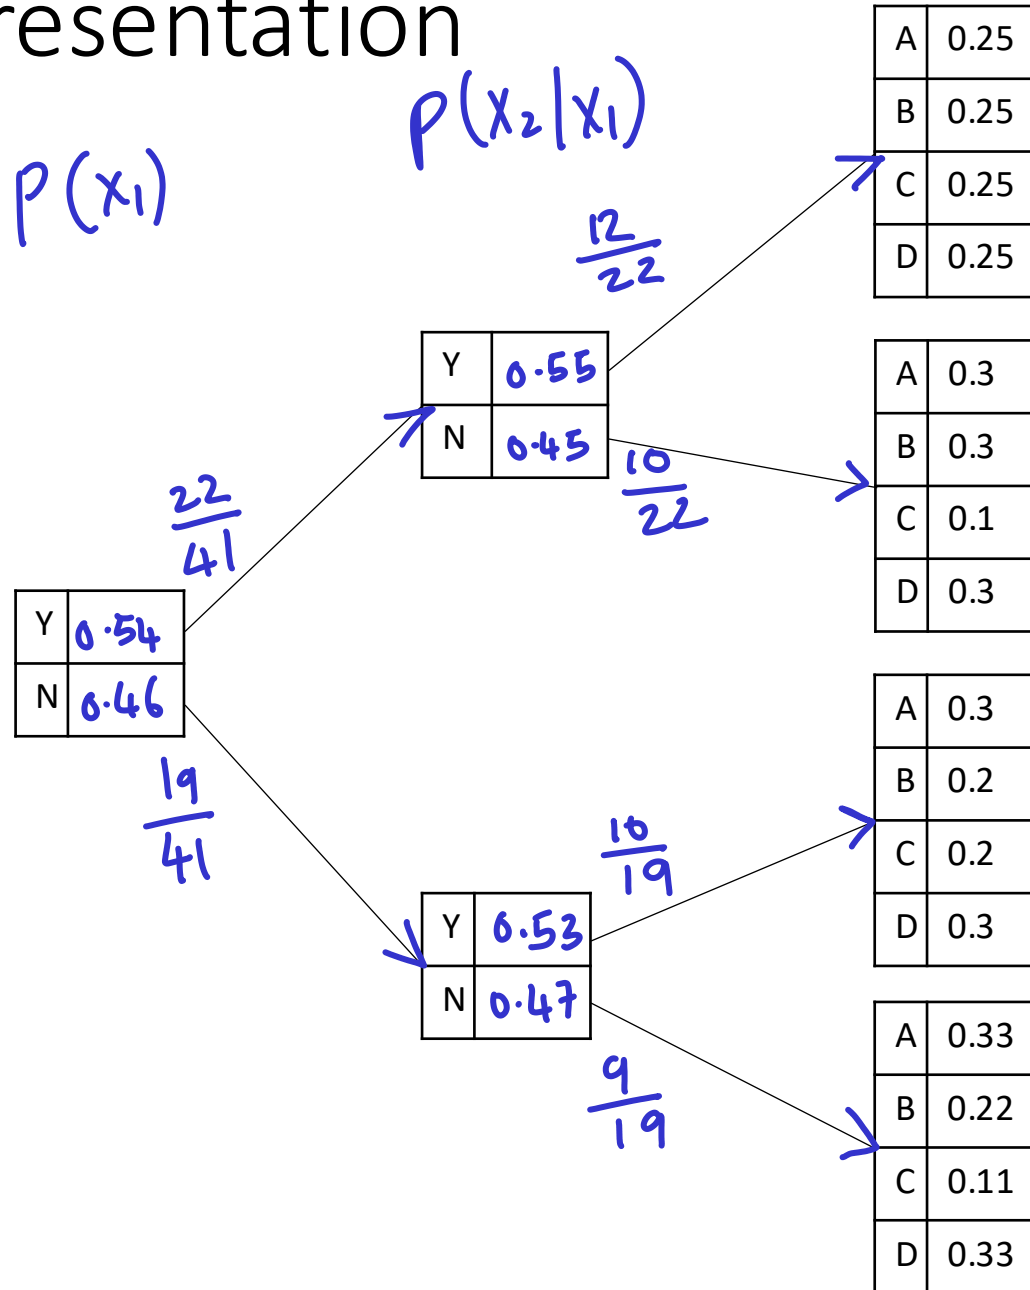 resentation
P(X₁)
P(X₂|X₁)
22
41
19
41
Y 0.54
N 0.46
12
22
10
22
Y 0.55
N 0.45
10
19
9
19
Y 0.53
N 0.47
A 0.25
B 0.25
C 0.25
D 0.25
A 0.3
B 0.3
C 0.1
D 0.3
A 0.3
B 0.2
C 0.2
D 0.3
A 0.33
B 0.22
C 0.11
D 0.33